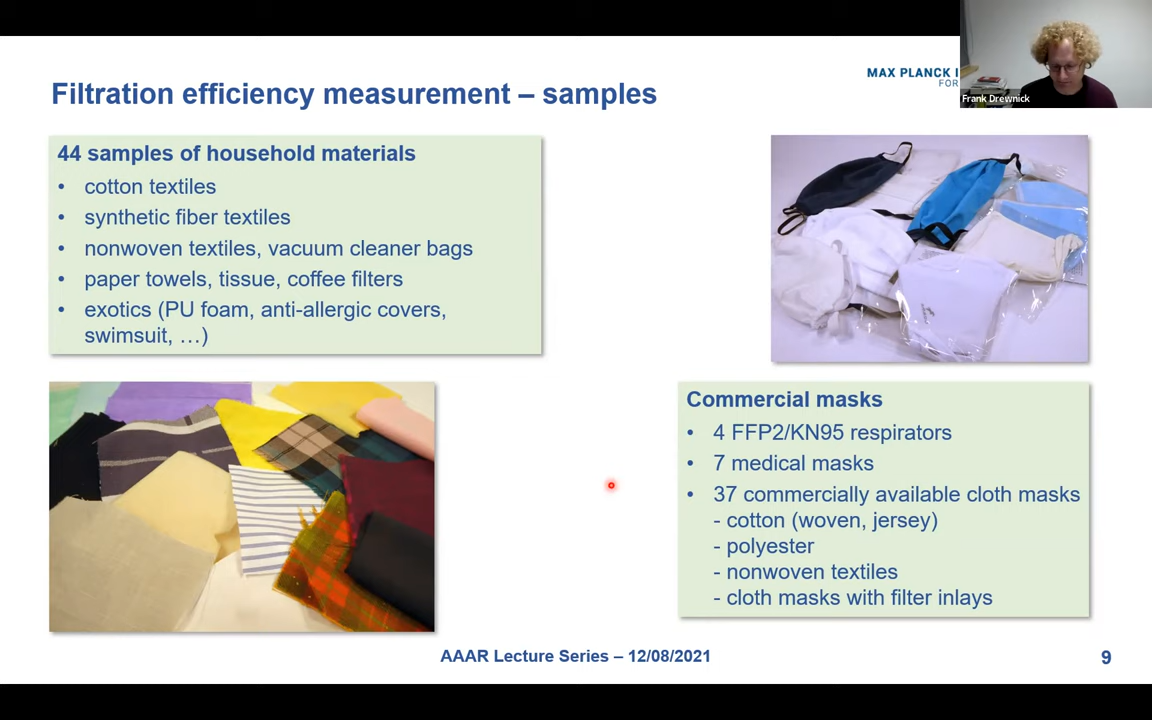 MAX PLANCK I
FOR
Frank Drewnick
Filtration efficiency measurement – samples
44 samples of household materials
• cotton textiles
• synthetic fiber textiles
• nonwoven textiles, vacuum cleaner bags
• paper towels, tissue, coffee filters
• exotics (PU foam, anti-allergic covers,
swimsuit, …)
Commercial masks
• 4 FFP2/KN95 respirators
• 7 medical masks
• 37 commercially available cloth masks
- cotton (woven, jersey)
- polyester
- nonwoven textiles
- cloth masks with filter inlays
AAAR Lecture Series – 12/08/2021
9